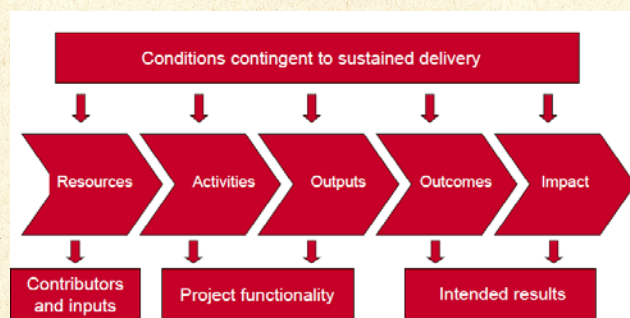 Conditions contingent to sustained delivery
Resources
Activities
Outputs
Outcomes
Impact
Contributors
and inputs
Project functionality
Intended results